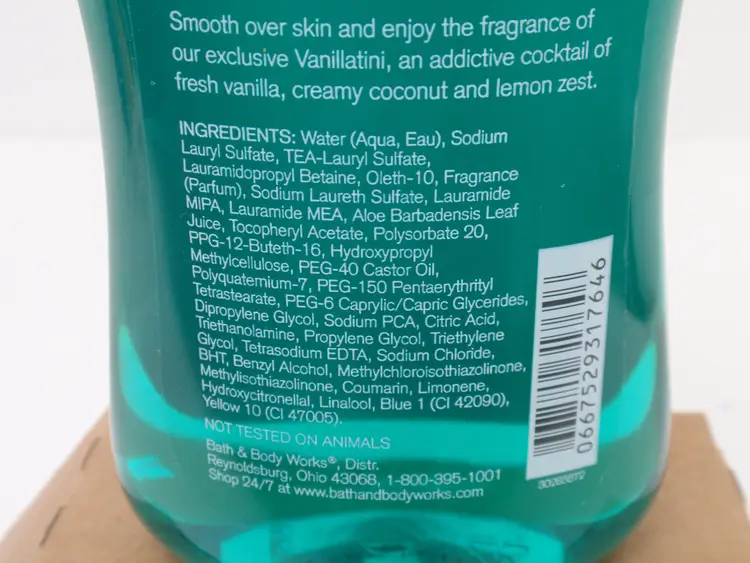 Smooth over skin and enjoy the fragrance of
our exclusive Vanillatini, an addictive cocktail of
fresh vanilla, creamy coconut and lemon zest.
INGREDIENTS: Water (Aqua, Eau), Sodium
Lauryl Sulfate, TEA-Lauryl Sulfate,
Lauramidopropyl Betaine, Oleth-10, Fragrance
(Parfum), Sodium Laureth Sulfate, Lauramide
MIPA, Lauramide MEA, Aloe Barbadensis Leaf
Juice, Tocopheryl Acetate, Polysorbate 20,
PPG-12-Buteth-16, Hydroxypropyl
Methylcellulose, PEG-40 Castor Oil,
Polyquaternium-7, PEG-150 Pentaerythrityl
Tetrastearate, PEG-6 Caprylic/Capric Glycerides,
Dipropylene Glycol, Sodium PCA, Citric Acid,
Triethanolamine, Propylene Glycol, Triethylene
Glycol, Tetrasodium EDTA, Sodium Chloride,
BHT, Benzyl Alcohol, Methylchloroisothiazolinone,
Methylisothiazolinone, Coumarin, Limonene,
Hydroxycitronellal, Linalool, Blue 1 (CI 42090),
Yellow 10 (CI 47005).
NOT TESTED ON ANIMALS
Bath & Body Works®, Distr.
Reynoldsburg, Ohio 43068, 1-800-395-1001
Shop 24/7 at www.bathandbodyworks.com
0667529317646